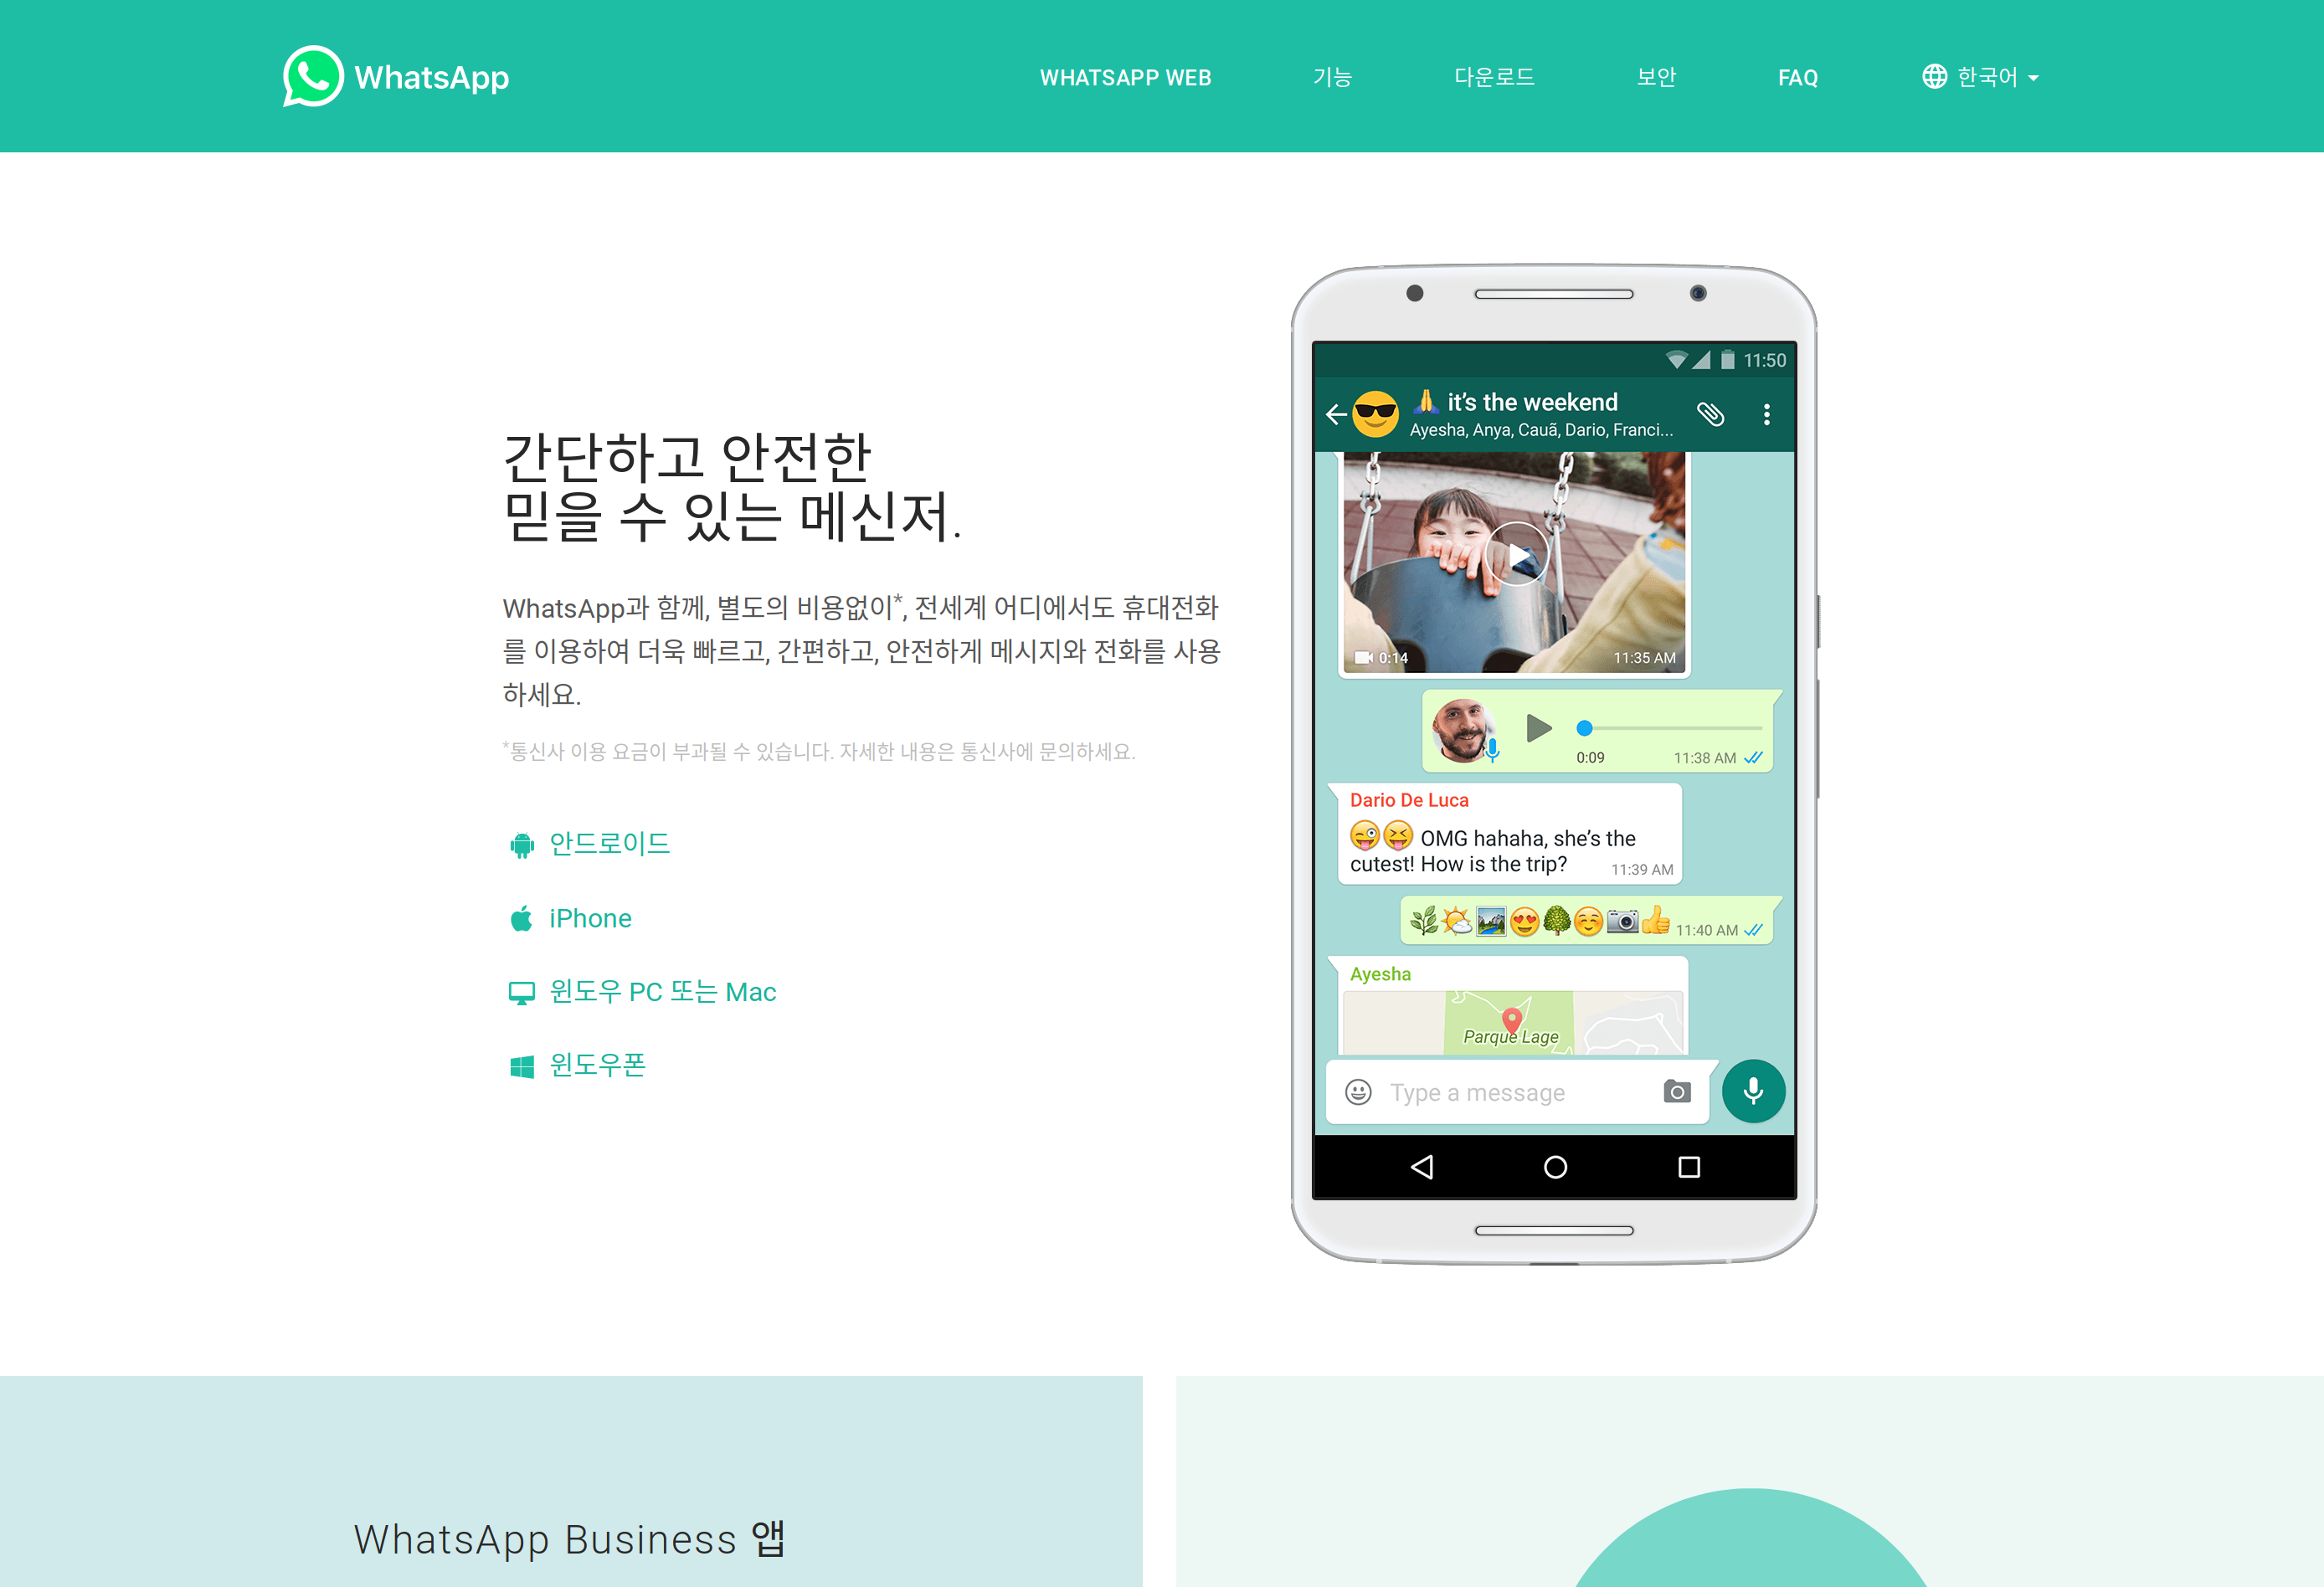 WhatsApp
WHATSAPP WEB
기능
다운로드
보안
FAQ
한국어
간단하고 안전한
믿을 수 있는 메신저.
WhatsApp과 함께, 별도의 비용없이*, 전세계 어디에서도 휴대전화
를 이용하여 더욱 빠르고, 간편하고, 안전하게 메시지와 전화를 사용
하세요.
*통신사 이용 요금이 부과될 수 있습니다. 자세한 내용은 통신사에 문의하세요.
안드로이드
iPhone
윈도우 PC 또는 Mac
윈도우폰
11:50
🙏 it’s the weekend
Ayesha, Anya, Cauã, Dario, Franci...
0:14
11:35 AM
0:09
11:38 AM
Dario De Luca
😜😝 OMG hahaha, she’s the
cutest! How is the trip?
11:39 AM
🌿🌤🏞😍🌳☺📷👍 11:40 AM
Ayesha
Parque Lage
Type a message
WhatsApp Business 앱